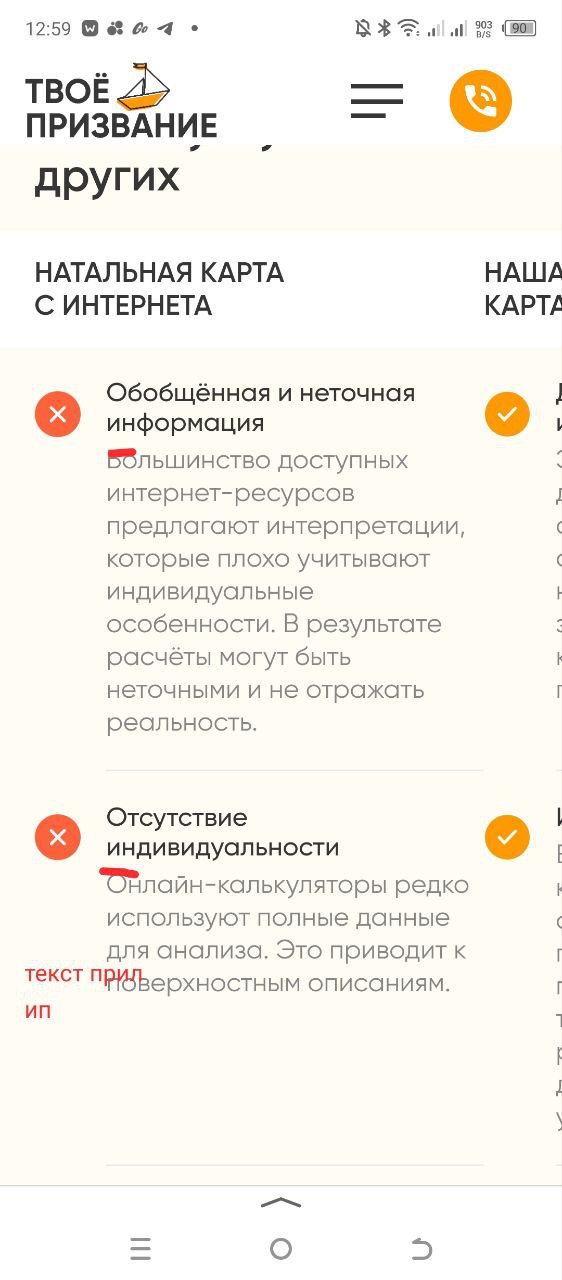 12:59
903
B/S
90
ТВОЁ
ПРИЗВАНИЕ
других
НАТАЛЬНАЯ КАРТА
С ИНТЕРНЕТА
НАША
КАРТА
Обобщённая и неточная
информация
Большинство доступных
интернет-ресурсов
предлагают интерпретации,
которые плохо учитывают
индивидуальные
особенности. В результате
расчёты могут быть
неточными и не отражать
реальность.
Отсутствие
индивидуальности
Онлайн-калькуляторы редко
используют полные данные
для анализа. Это приводит к
поверхностным описаниям.
текст прил
ип